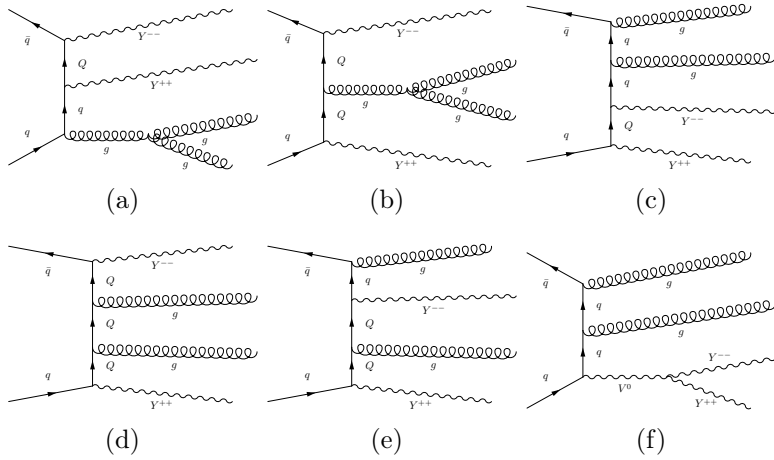 q̄ Y−− Q Y++ q q g g g
(a)
q̄ Y−− Q g g g Q q Y++
(b)
q̄ g q g q Y−− Q q Y++
(c)
q̄ Y−− Q g Q g Q q Y++
(d)
q̄ g q Y−− Q g Q q Y++
(e)
q̄ g q g q q V⁰ Y−− Y++
(f)